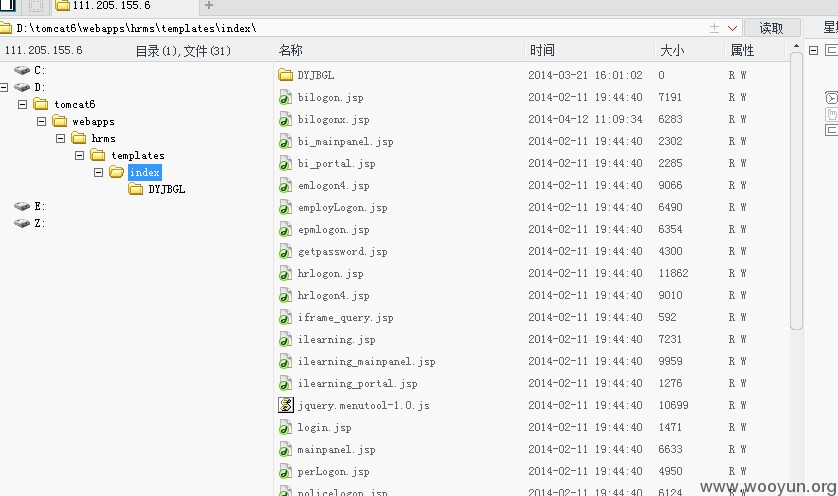 111.205.155.6
D:\tomcat6\webapps\hrms\templates\index\
读取
111.205.155.6 目录(1),文件(31) 名称 时间 大小 属性
C:
D:
tomcat6
webapps
hrms
templates
index
DYJBGL
E:
Z:
DYJBGL 2014-03-21 16:01:02 0 R W
bilogon.jsp 2014-02-11 19:44:40 7191 R W
bilogonx.jsp 2014-04-12 11:09:34 6283 R W
bi_mainpanel.jsp 2014-02-11 19:44:40 2302 R W
bi_portal.jsp 2014-02-11 19:44:40 2285 R W
emlogon4.jsp 2014-02-11 19:44:40 9066 R W
employLogon.jsp 2014-02-11 19:44:40 6490 R W
epmlogon.jsp 2014-02-11 19:44:40 6354 R W
getpassword.jsp 2014-02-11 19:44:40 4300 R W
hrlogon.jsp 2014-02-11 19:44:40 11862 R W
hrlogon4.jsp 2014-02-11 19:44:40 9010 R W
iframe_query.jsp 2014-02-11 19:44:40 592 R W
ilearning.jsp 2014-02-11 19:44:40 7231 R W
ilearning_mainpanel.jsp 2014-02-11 19:44:40 9959 R W
ilearning_portal.jsp 2014-02-11 19:44:40 1276 R W
jquery.menutool-1.0.js 2014-02-11 19:44:40 10699 R W
login.jsp 2014-02-11 19:44:40 1471 R W
mainpanel.jsp 2014-02-11 19:44:40 6633 R W
perLogon.jsp 2014-02-11 19:44:40 4950 R W
policelogon.jsp 2014-02-11 19:44:40 6124 R W
www.wooyun.org